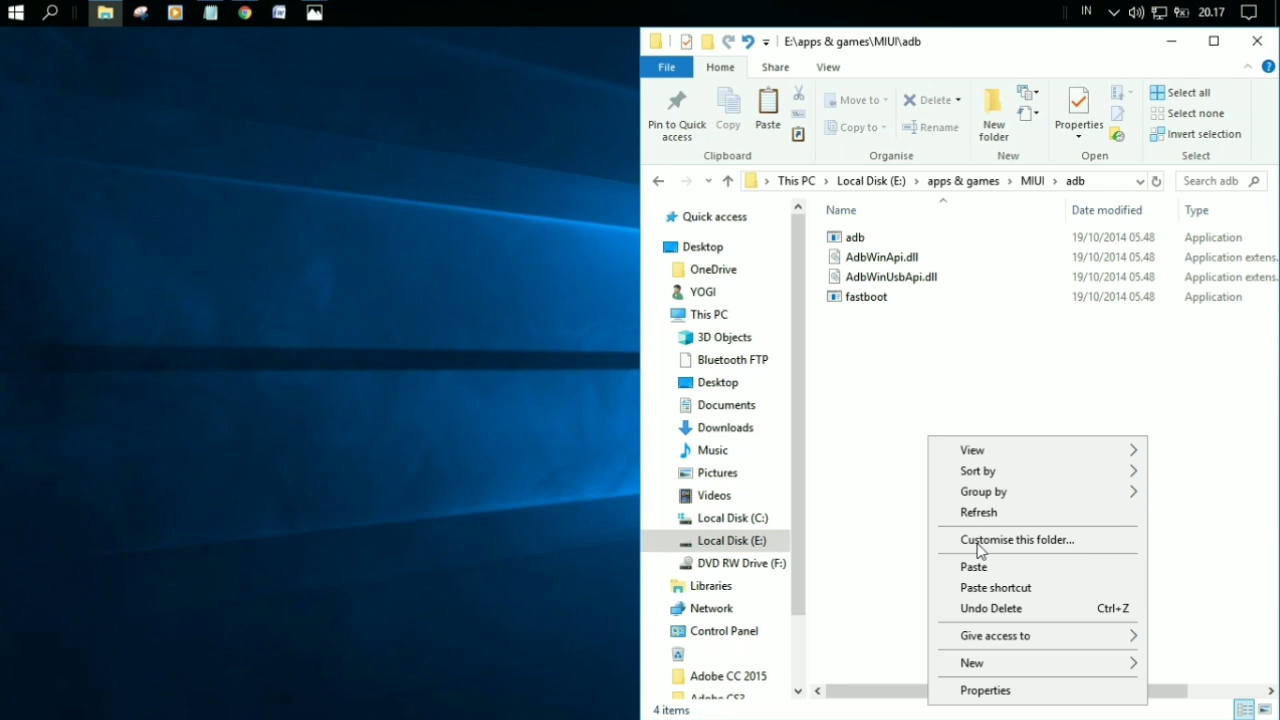 IN 20.17
E:\apps & games\MIUI\adb
File Home Share View
Pin to Quick access
Copy
Paste
Move to
Copy to
Delete
Rename
New folder
Properties
Select all
Select none
Invert selection
Clipboard Organise New Open Select
This PC Local Disk (E:) apps & games MIUI adb
Search adb
Name Date modified Type
adb 19/10/2014 05.48 Application
AdbWinApi.dll 19/10/2014 05.48 Application extens
AdbWinUsbApi.dll 19/10/2014 05.48 Application extens
fastboot 19/10/2014 05.48 Application
Quick access
Desktop
OneDrive
YOGI
This PC
3D Objects
Bluetooth FTP
Desktop
Documents
Downloads
Music
Pictures
Videos
Local Disk (C:)
Local Disk (E:)
DVD RW Drive (F:)
Libraries
Network
Control Panel
Adobe CC 2015
Adobe CS3
View
Sort by
Group by
Refresh
Customise this folder...
Paste
Paste shortcut
Undo Delete Ctrl+Z
Give access to
New
Properties
4 items